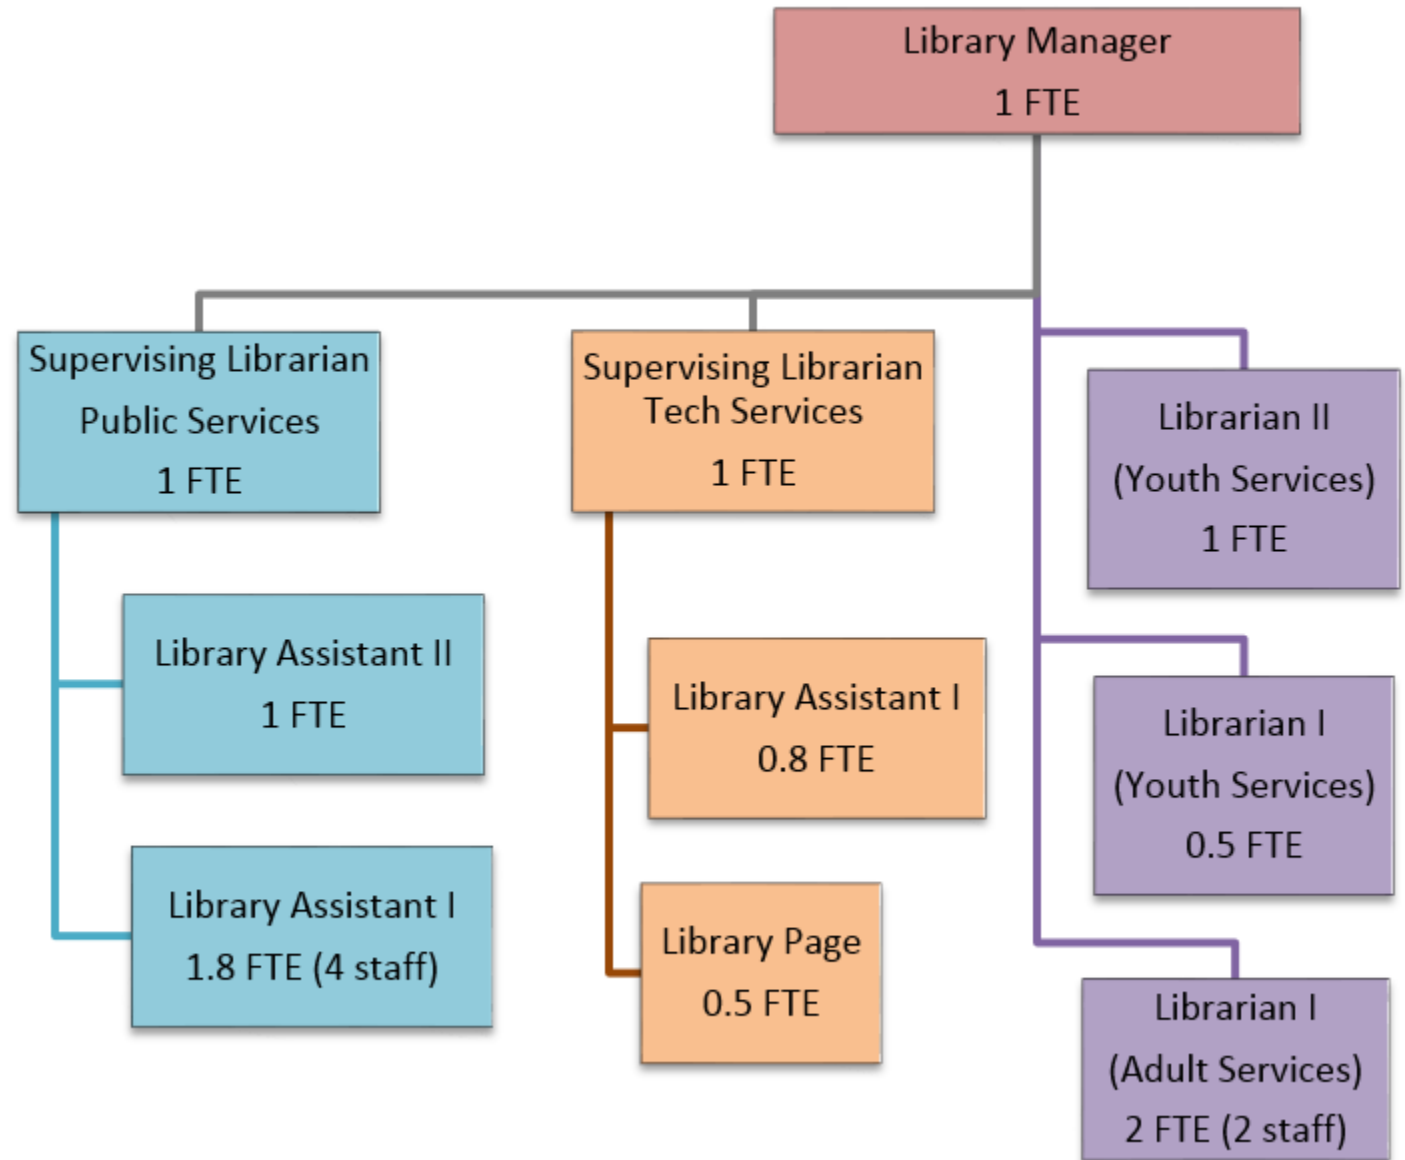 Library Manager
1 FTE
Supervising Librarian
Public Services
1 FTE
Library Assistant II
1 FTE
Library Assistant I
1.8 FTE (4 staff)
Supervising Librarian
Tech Services
1 FTE
Library Assistant I
0.8 FTE
Library Page
0.5 FTE
Librarian II
(Youth Services)
1 FTE
Librarian I
(Youth Services)
0.5 FTE
Librarian I
(Adult Services)
2 FTE (2 staff)